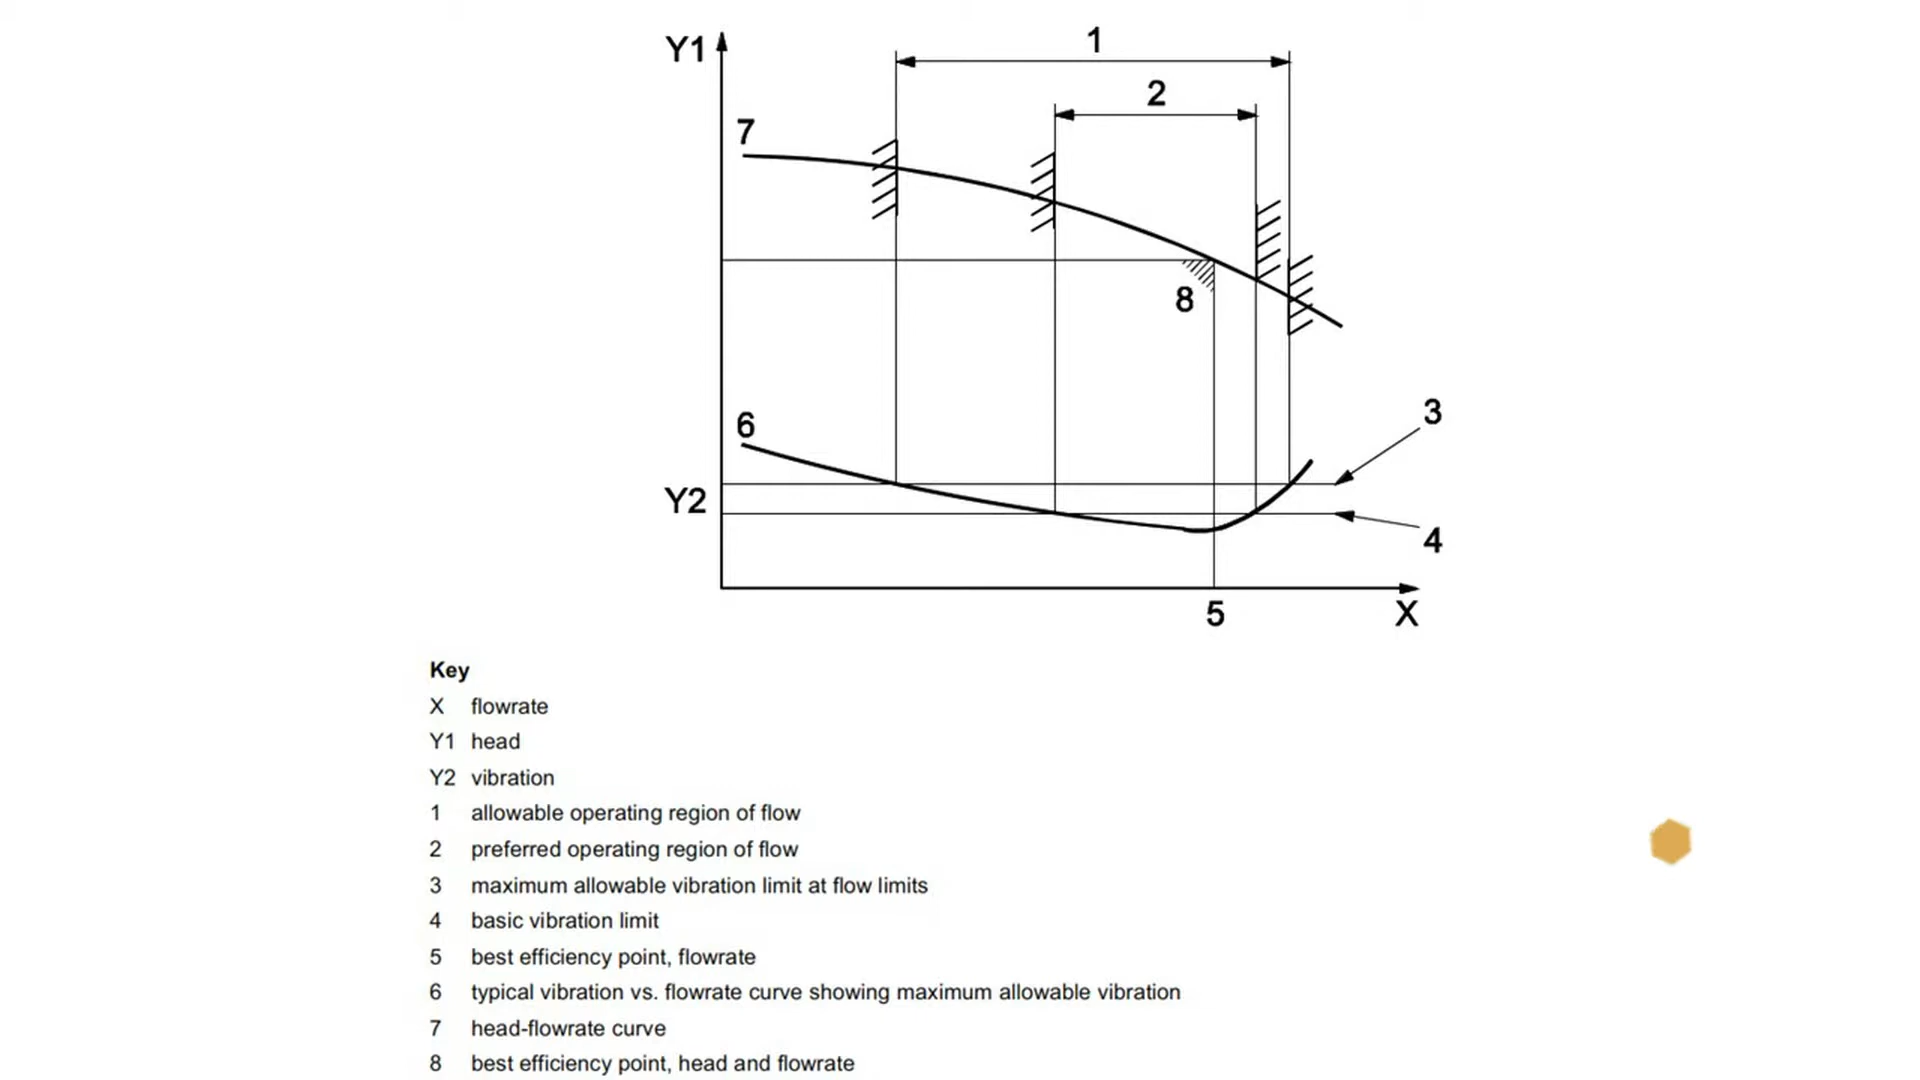 1
Y1
2
7
8
3
6
Y2
4
5
X
Key
X flowrate
Y1 head
Y2 vibration
1 allowable operating region of flow
2 preferred operating region of flow
3 maximum allowable vibration limit at flow limits
4 basic vibration limit
5 best efficiency point, flowrate
6 typical vibration vs. flowrate curve showing maximum allowable vibration
7 head-flowrate curve
8 best efficiency point, head and flowrate